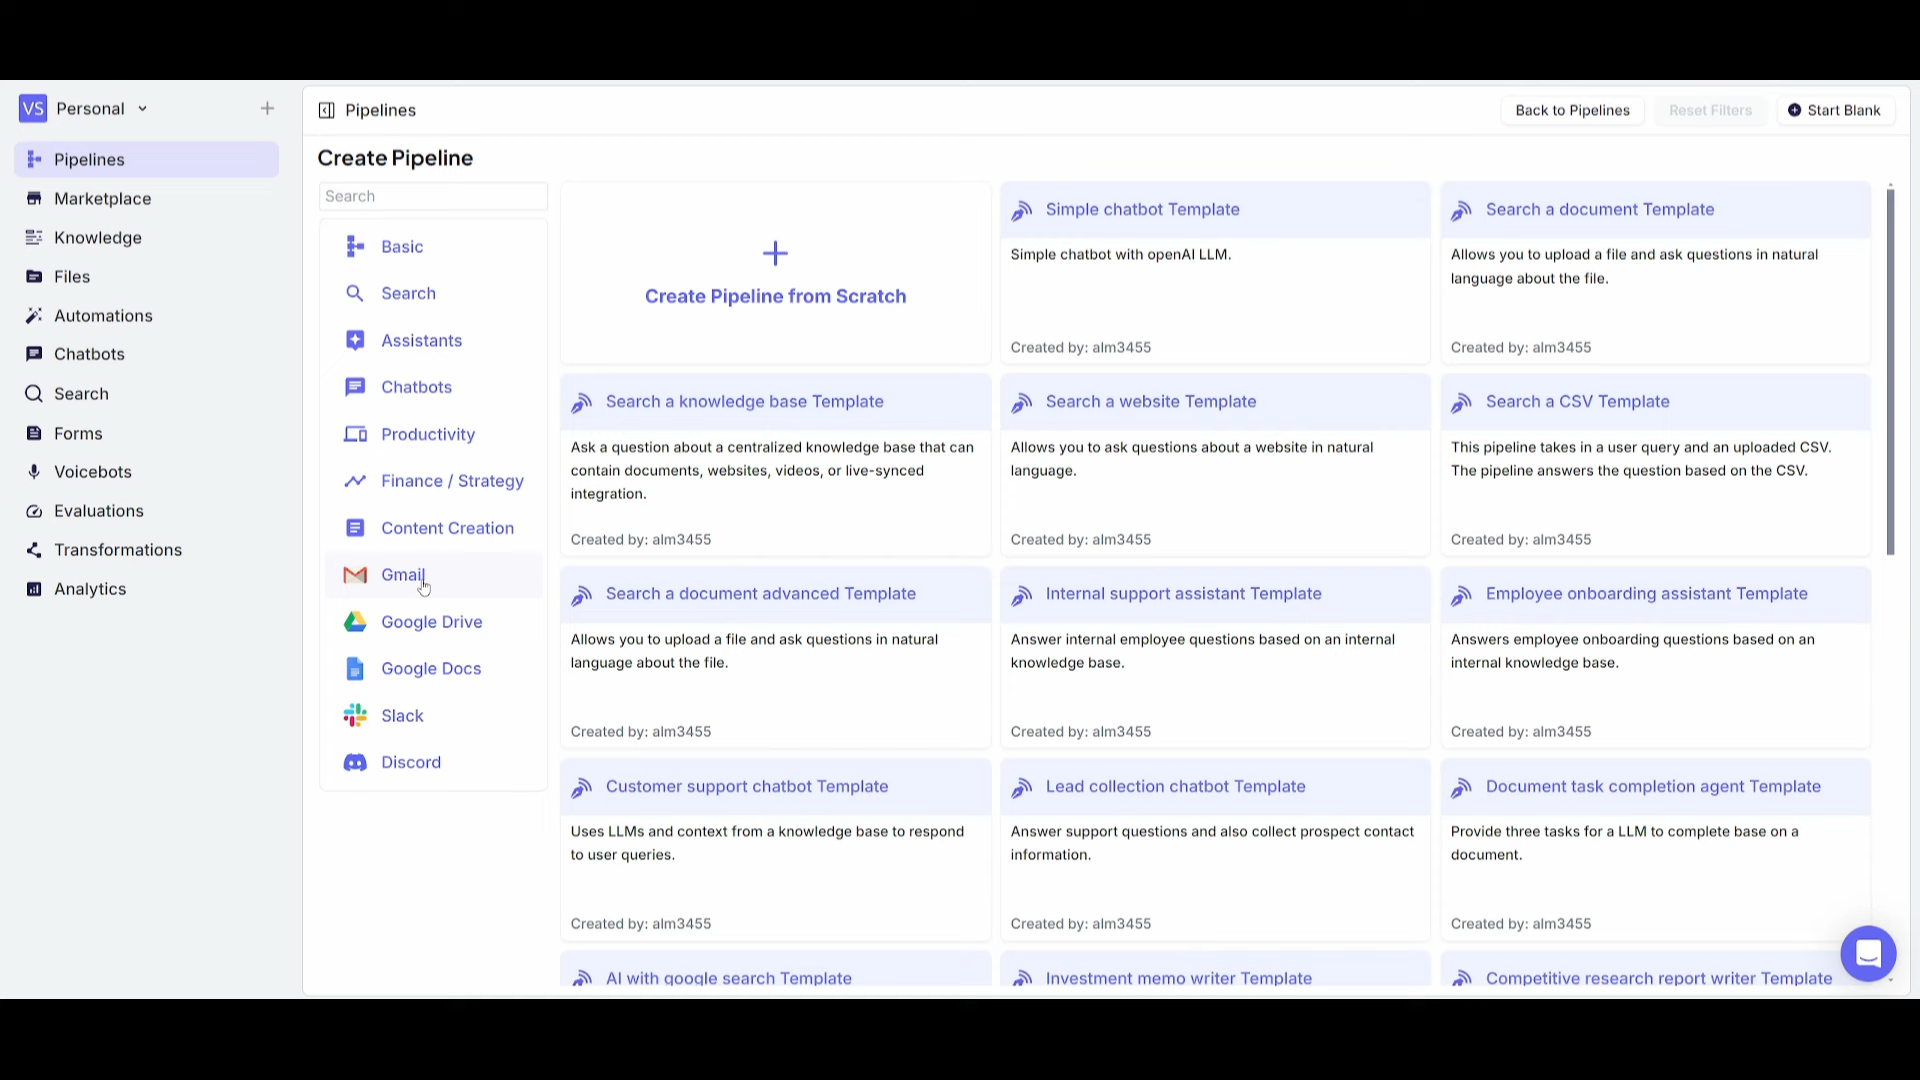 VS Personal
Pipelines
Marketplace
Knowledge
Files
Automations
Chatbots
Search
Forms
Voicebots
Evaluations
Transformations
Analytics
Pipelines
Back to Pipelines
Reset Filters
Start Blank
Create Pipeline
Search
Basic
Search
Assistants
Chatbots
Productivity
Finance / Strategy
Content Creation
Gmail
Google Drive
Google Docs
Slack
Discord
Create Pipeline from Scratch
Simple chatbot Template
Simple chatbot with openAI LLM.
Created by: alm3455
Search a document Template
Allows you to upload a file and ask questions in natural
language about the file.
Created by: alm3455
Search a knowledge base Template
Ask a question about a centralized knowledge base that can
contain documents, websites, videos, or live-synced
integration.
Created by: alm3455
Search a website Template
Allows you to ask questions about a website in natural
language.
Created by: alm3455
Search a CSV Template
This pipeline takes in a user query and an uploaded CSV.
The pipeline answers the question based on the CSV.
Created by: alm3455
Search a document advanced Template
Allows you to upload a file and ask questions in natural
language about the file.
Created by: alm3455
Internal support assistant Template
Answer internal employee questions based on an internal
knowledge base.
Created by: alm3455
Employee onboarding assistant Template
Answers employee onboarding questions based on an
internal knowledge base.
Created by: alm3455
Customer support chatbot Template
Uses LLMs and context from a knowledge base to respond
to user queries.
Created by: alm3455
Lead collection chatbot Template
Answer support questions and also collect prospect contact
information.
Created by: alm3455
Document task completion agent Template
Provide three tasks for a LLM to complete base on a
document.
Created by: alm3455
AI with google search Template
Investment memo writer Template
Competitive research report writer Template